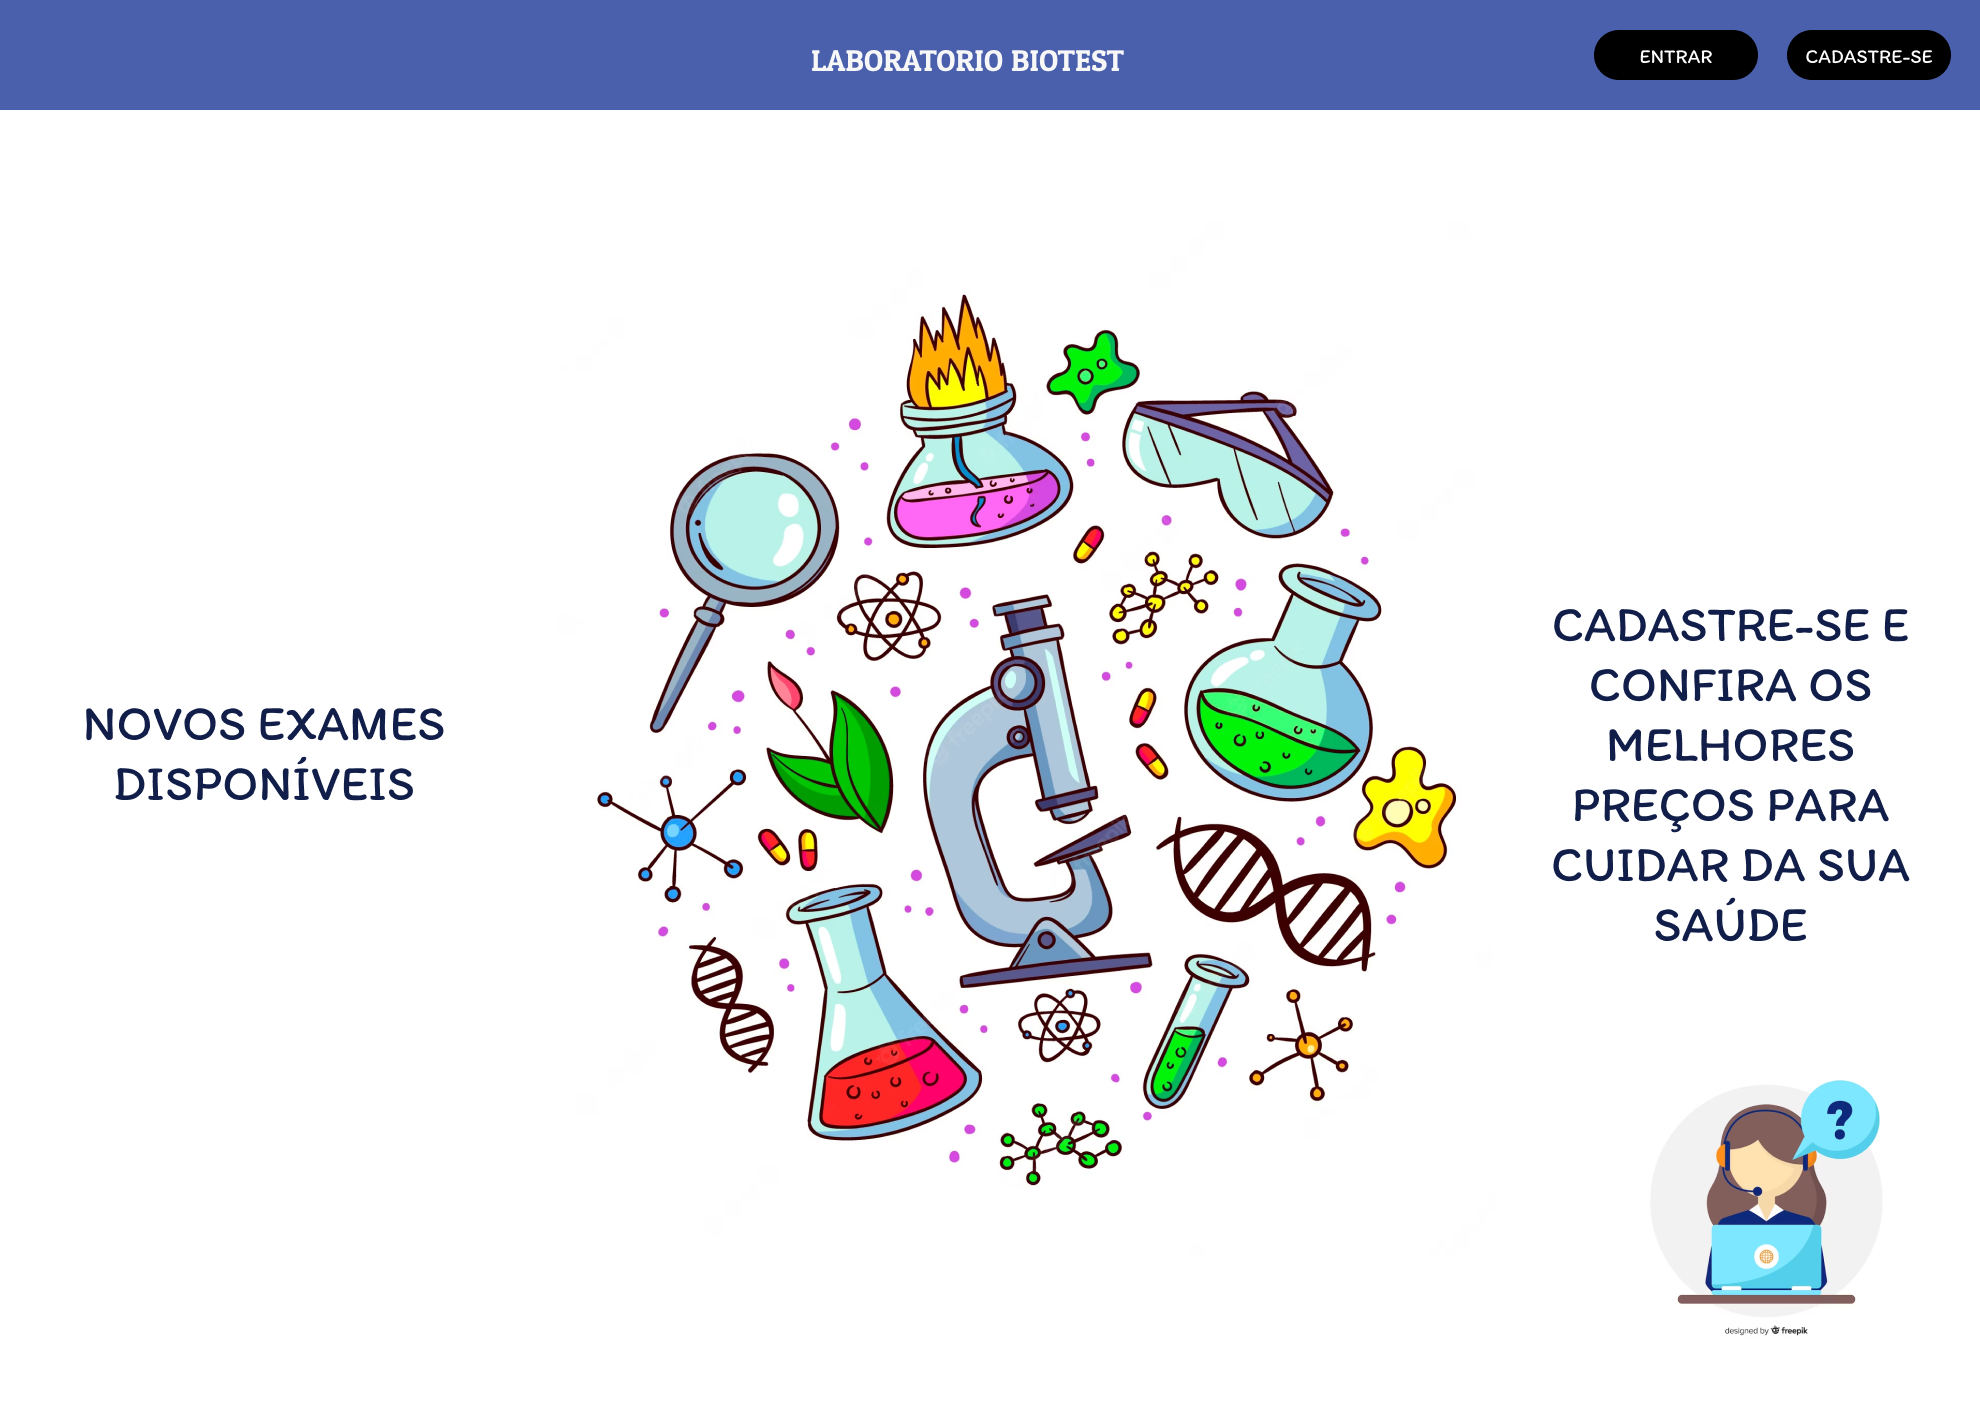 LABORATORIO BIOTEST
ENTRAR
CADASTRE-SE
NOVOS EXAMES
DISPONÍVEIS
CADASTRE-SE E
CONFIRA OS
MELHORES
PREÇOS PARA
CUIDAR DA SUA
SAÚDE
?
designed by freepik